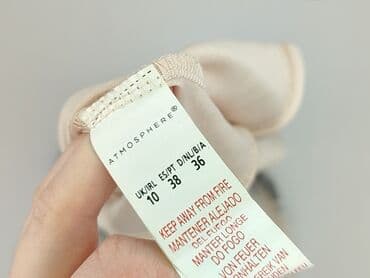 ATMOSPHERE®
UK/IRL ES/PT D/NL/B/A
10 38 36
KEEP AWAY FROM FIRE
MANTENER ALEJADO
DEL FUEGO
MANTER LONGE
DO FOGO
VON FEUER